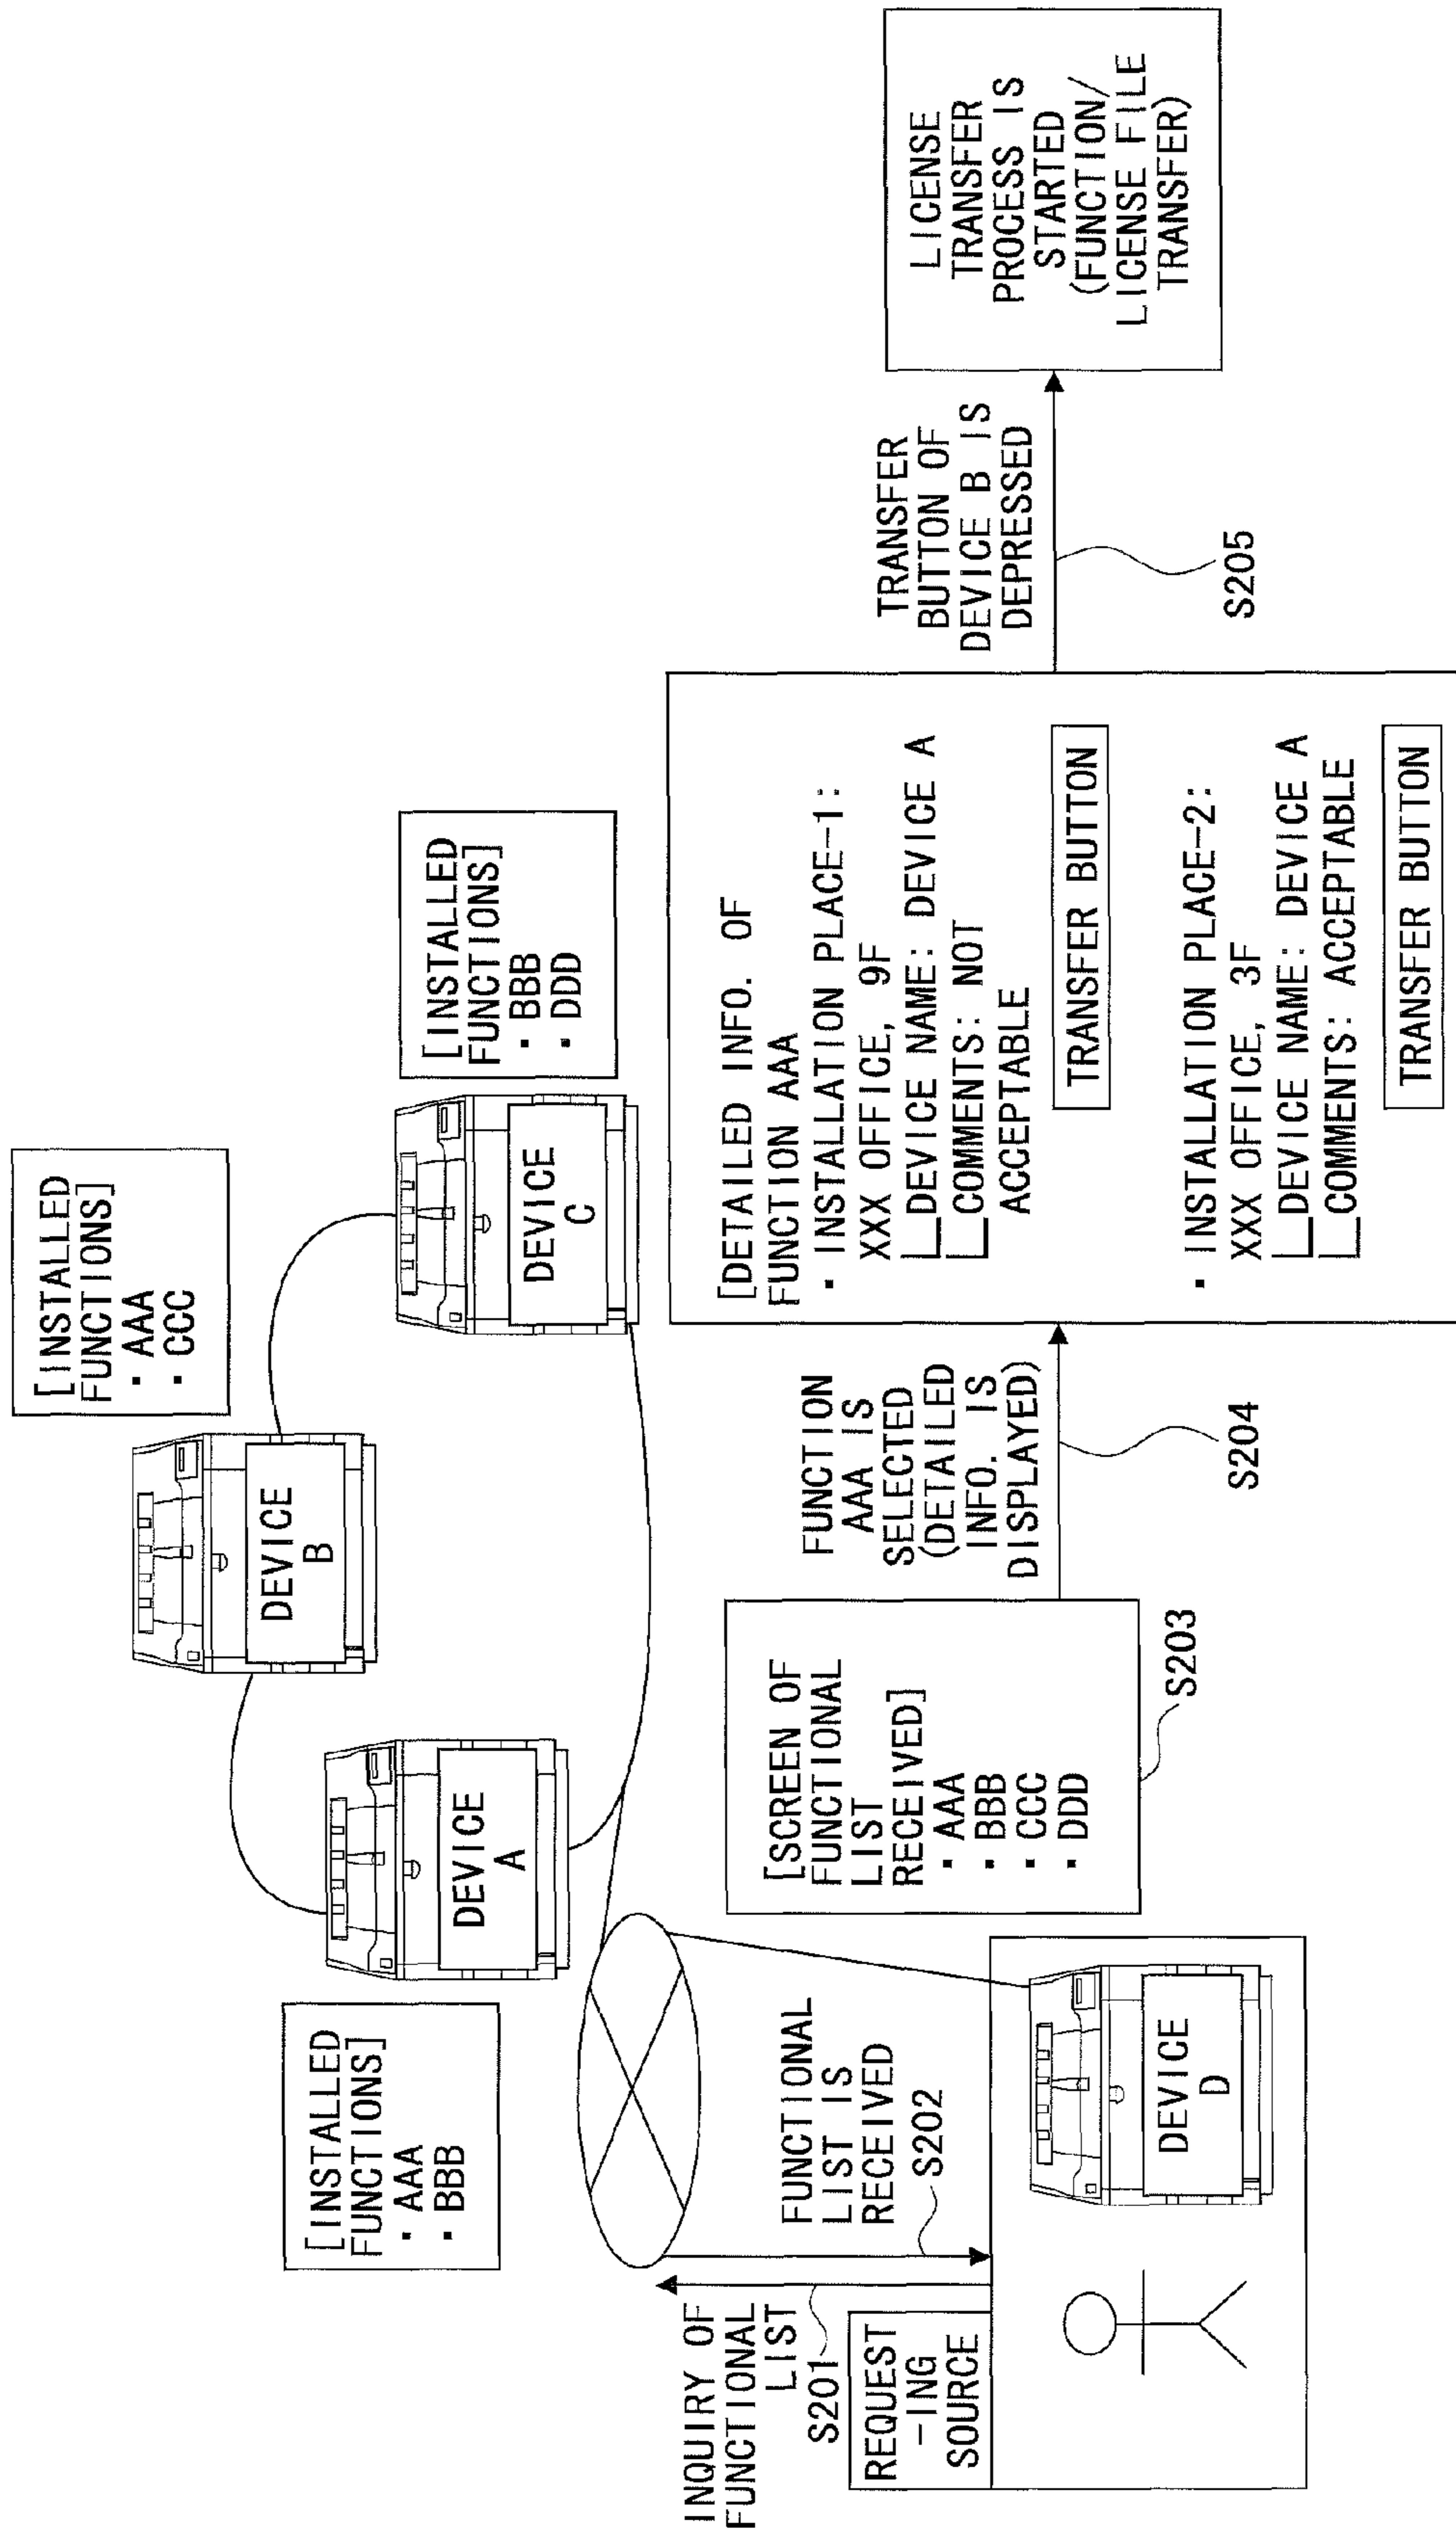 [INSTALLED
FUNCTIONS]
· AAA
· BBB
[INSTALLED
FUNCTIONS]
· AAA
· CCC
[INSTALLED
FUNCTIONS]
· BBB
· DDD
DEVICE
A
DEVICE
B
DEVICE
C
INQUIRY OF
FUNCTIONAL
LIST
S201
FUNCTIONAL
LIST IS
RECEIVED
S202
REQUEST
-ING
SOURCE
DEVICE
D
[SCREEN OF
FUNCTIONAL
LIST
RECEIVED]
· AAA
· BBB
· CCC
· DDD
S203
FUNCTION
AAA IS
SELECTED
(DETAILED
INFO. IS
DISPLAYED)
S204
[DETAILED INFO. OF
FUNCTION AAA
· INSTALLATION PLACE-1:
XXX OFFICE, 9F
DEVICE NAME: DEVICE A
COMMENTS: NOT
ACCEPTABLE
TRANSFER BUTTON
· INSTALLATION PLACE-2:
XXX OFFICE, 3F
DEVICE NAME: DEVICE A
COMMENTS: ACCEPTABLE
TRANSFER BUTTON
TRANSFER
BUTTON OF
DEVICE B IS
DEPRESSED
S205
LICENSE
TRANSFER
PROCESS IS
STARTED
(FUNCTION/
LICENSE FILE
TRANSFER)